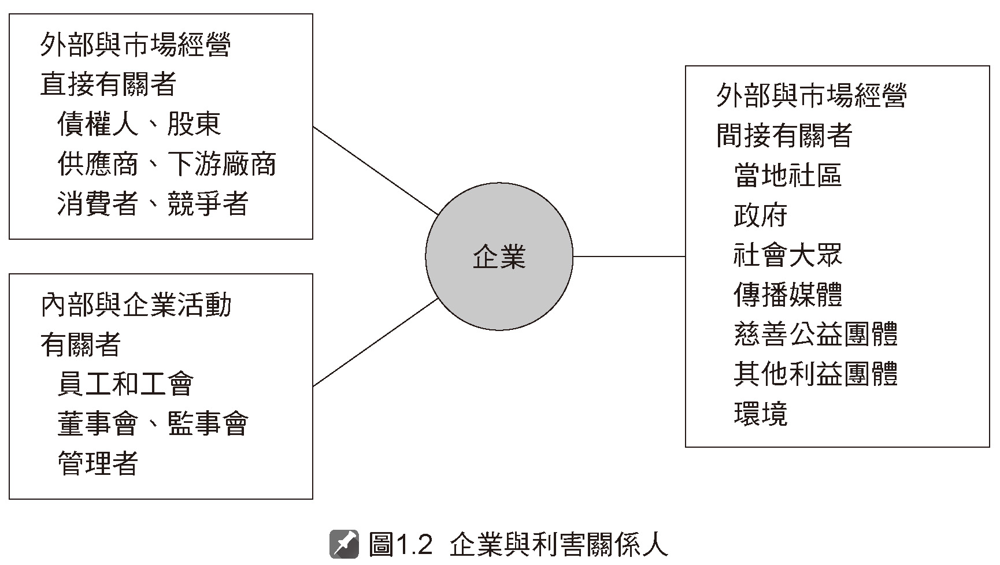 外部與市場經營
直接有關者
債權人、股東
供應商、下游廠商
消費者、競爭者
內部與企業活動
有關者
員工和工會
董事會、監事會
管理者
企業
外部與市場經營
間接有關者
當地社區
政府
社會大眾
傳播媒體
慈善公益團體
其他利益團體
環境
圖1.2 企業與利害關係人